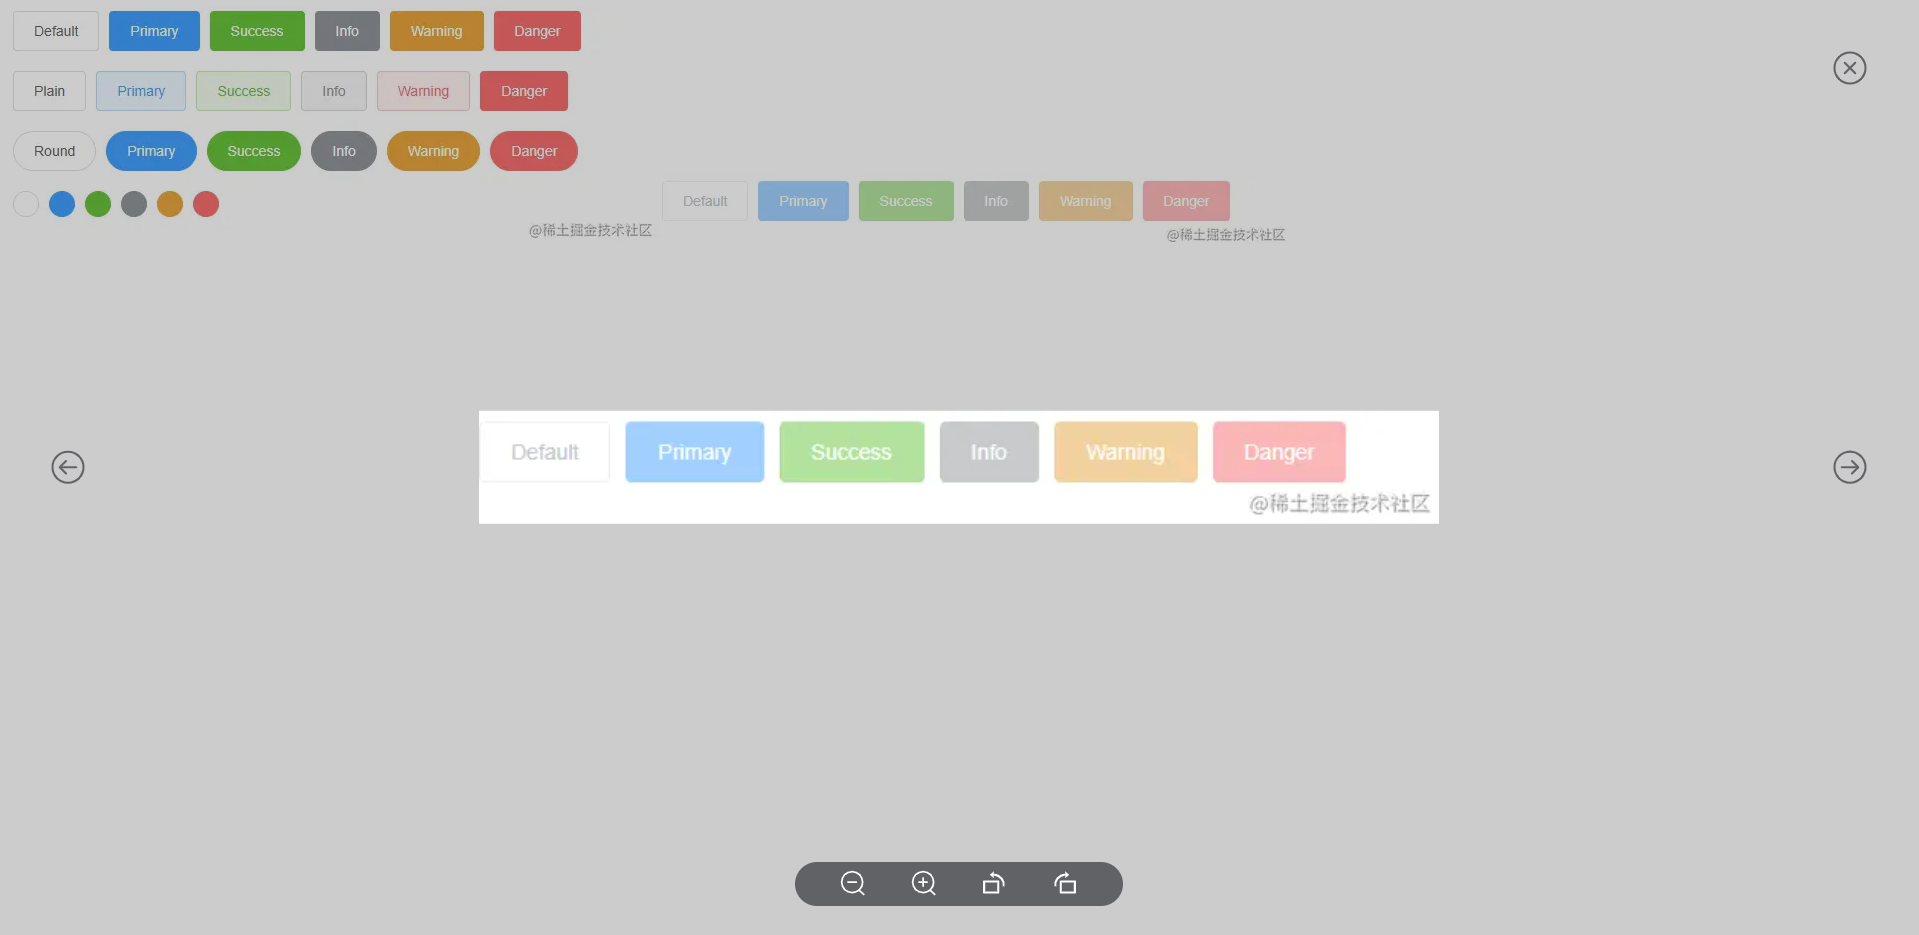 Default Primary Success Info Warning Danger
Plain Primary Success Info Warning Danger
Round Primary Success Info Warning Danger
@稀土掘金技术社区
Default Primary Success Info Warning Danger
@稀土掘金技术社区
Default Primary Success Info Warning Danger
@稀土掘金技术社区